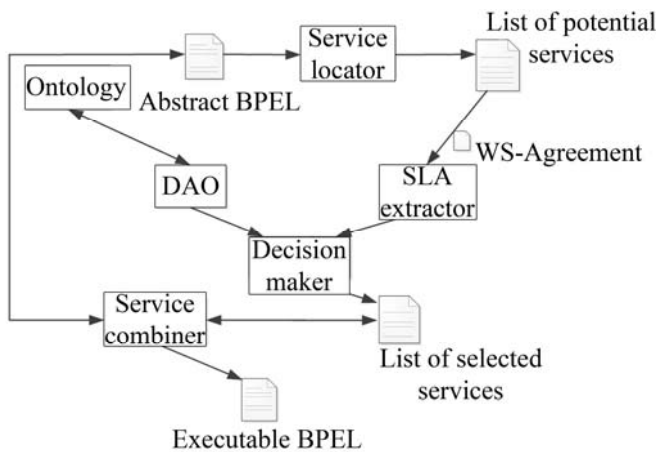 Service
locator
List of potential
services
Ontology
Abstract BPEL
WS-Agreement
DAO
SLA
extractor
Decision
maker
Service
combiner
List of selected
services
Executable BPEL